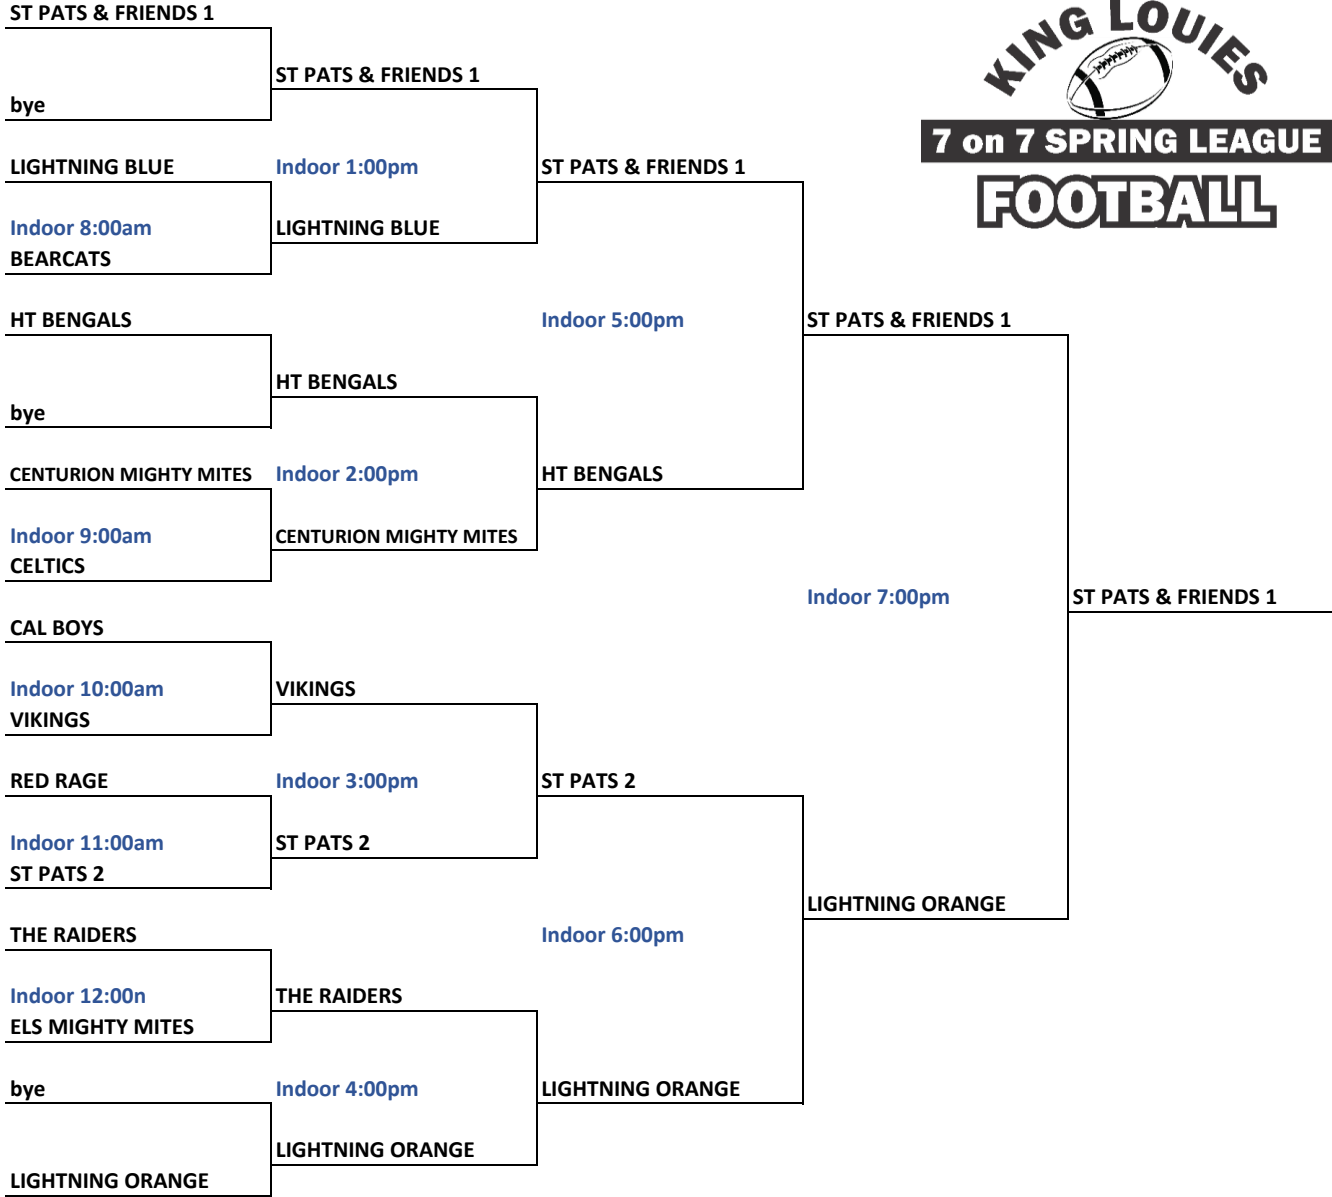 ST PATS & FRIENDS 1
KING LOUIES
7 on 7 SPRING LEAGUE
FOOTBALL
ST PATS & FRIENDS 1
bye
LIGHTNING BLUE
Indoor 1:00pm
ST PATS & FRIENDS 1
Indoor 8:00am
LIGHTNING BLUE
BEARCATS
HT BENGALS
Indoor 5:00pm
ST PATS & FRIENDS 1
HT BENGALS
bye
CENTURION MIGHTY MITES
Indoor 2:00pm
HT BENGALS
Indoor 9:00am
CENTURION MIGHTY MITES
CELTICS
Indoor 7:00pm
ST PATS & FRIENDS 1
CAL BOYS
Indoor 10:00am
VIKINGS
VIKINGS
RED RAGE
Indoor 3:00pm
ST PATS 2
Indoor 11:00am
ST PATS 2
ST PATS 2
LIGHTNING ORANGE
THE RAIDERS
Indoor 6:00pm
Indoor 12:00n
THE RAIDERS
ELS MIGHTY MITES
bye
Indoor 4:00pm
LIGHTNING ORANGE
LIGHTNING ORANGE
LIGHTNING ORANGE